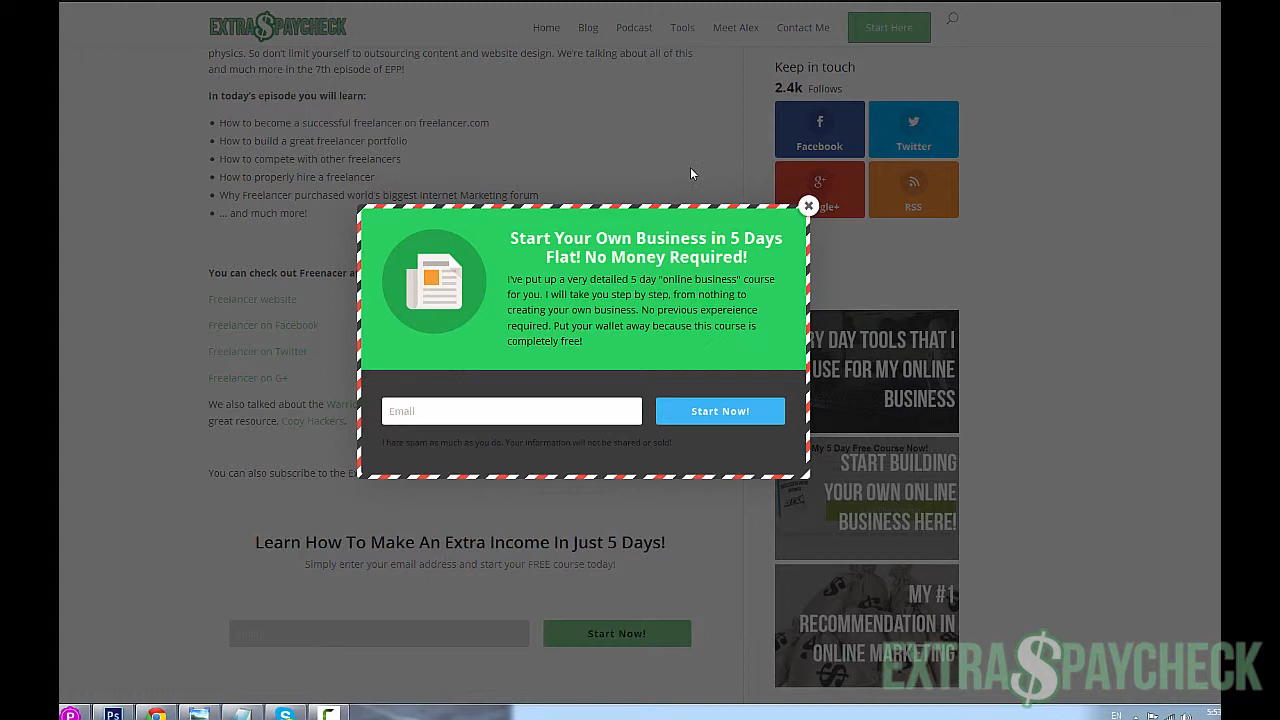 EXTRA$PAYCHECK
Home Blog Podcast Tools Meet Alex Contact Me Start Here
physics. So don't limit yourself to outsourcing content and website design. We're talking about all of this
and much more in the 7th episode of EPP!
In today's episode you will learn:
How to become a successful freelancer on freelancer.com
How to build a great freelancer portfolio
How to compete with other freelancers
How to properly hire a freelancer
Why Freelancer purchased world's biggest Internet Marketing forum
... and much more!
You can check out Freenacer a
Freelancer website
Freelancer on Facebook
Freelancer on Twitter
Freelancer on G+
We also talked about the Warri
great resource, Copy Hackers.
You can also subscribe to the E
Start Your Own Business in 5 Days
Flat! No Money Required!
I've put up a very detailed 5 day "online business" course
for you. I will take you step by step, from nothing to
creating your own business. No previous expereience
required. Put your wallet away because this course is
completely free!
Email
Start Now!
I hate spam as much as you do. Your information will not be shared or sold!
Learn How To Make An Extra Income In Just 5 Days!
Simply enter your email address and start your FREE course today!
Start Now!
Keep in touch
2.4k Follows
Facebook
Twitter
gle+
RSS
RY DAY TOOLS THAT I
USE FOR MY ONLINE
BUSINESS
My 5 Day Free Course Now!
START BUILDING
YOUR OWN ONLINE
BUSINESS HERE!
MY #1
RECOMMENDATION IN
ONLINE MARKETING
EXTRA$PAYCHECK
Ps
EN
5:53